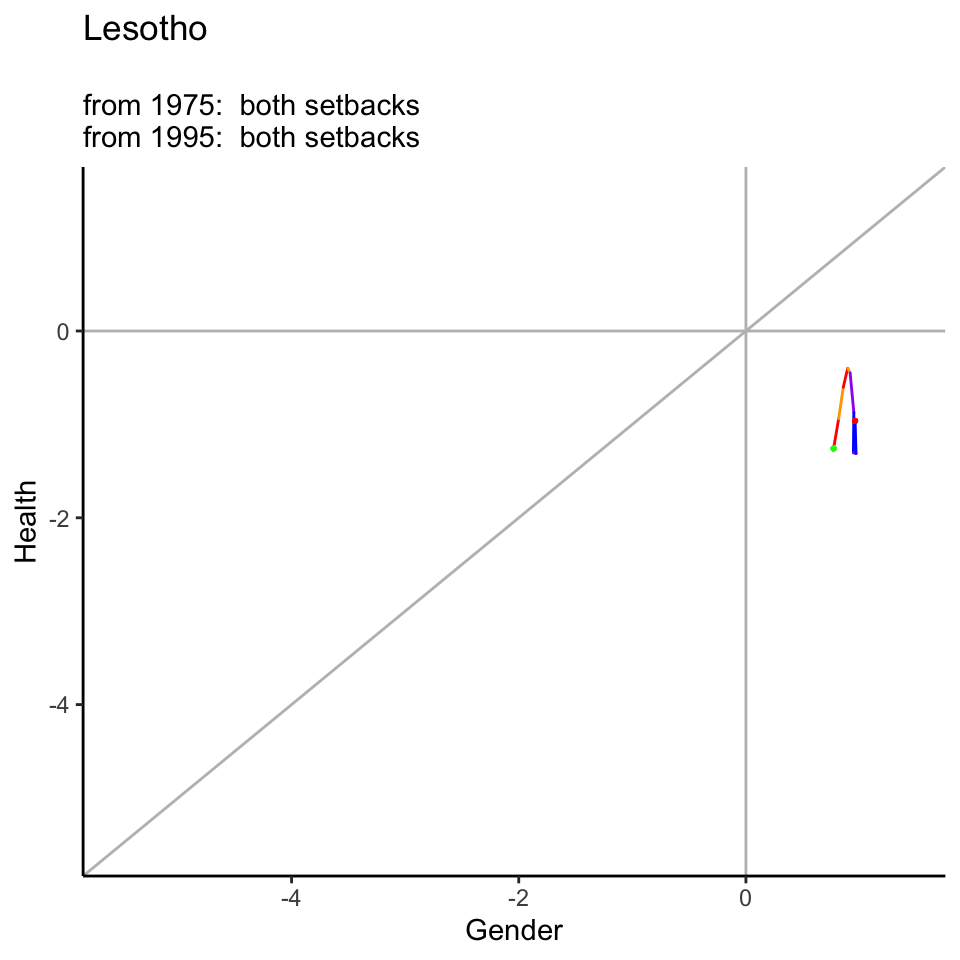 Lesotho
from 1975:  both setbacks
from 1995:  both setbacks
0
-2
-4
Health
-4
-2
0
Gender